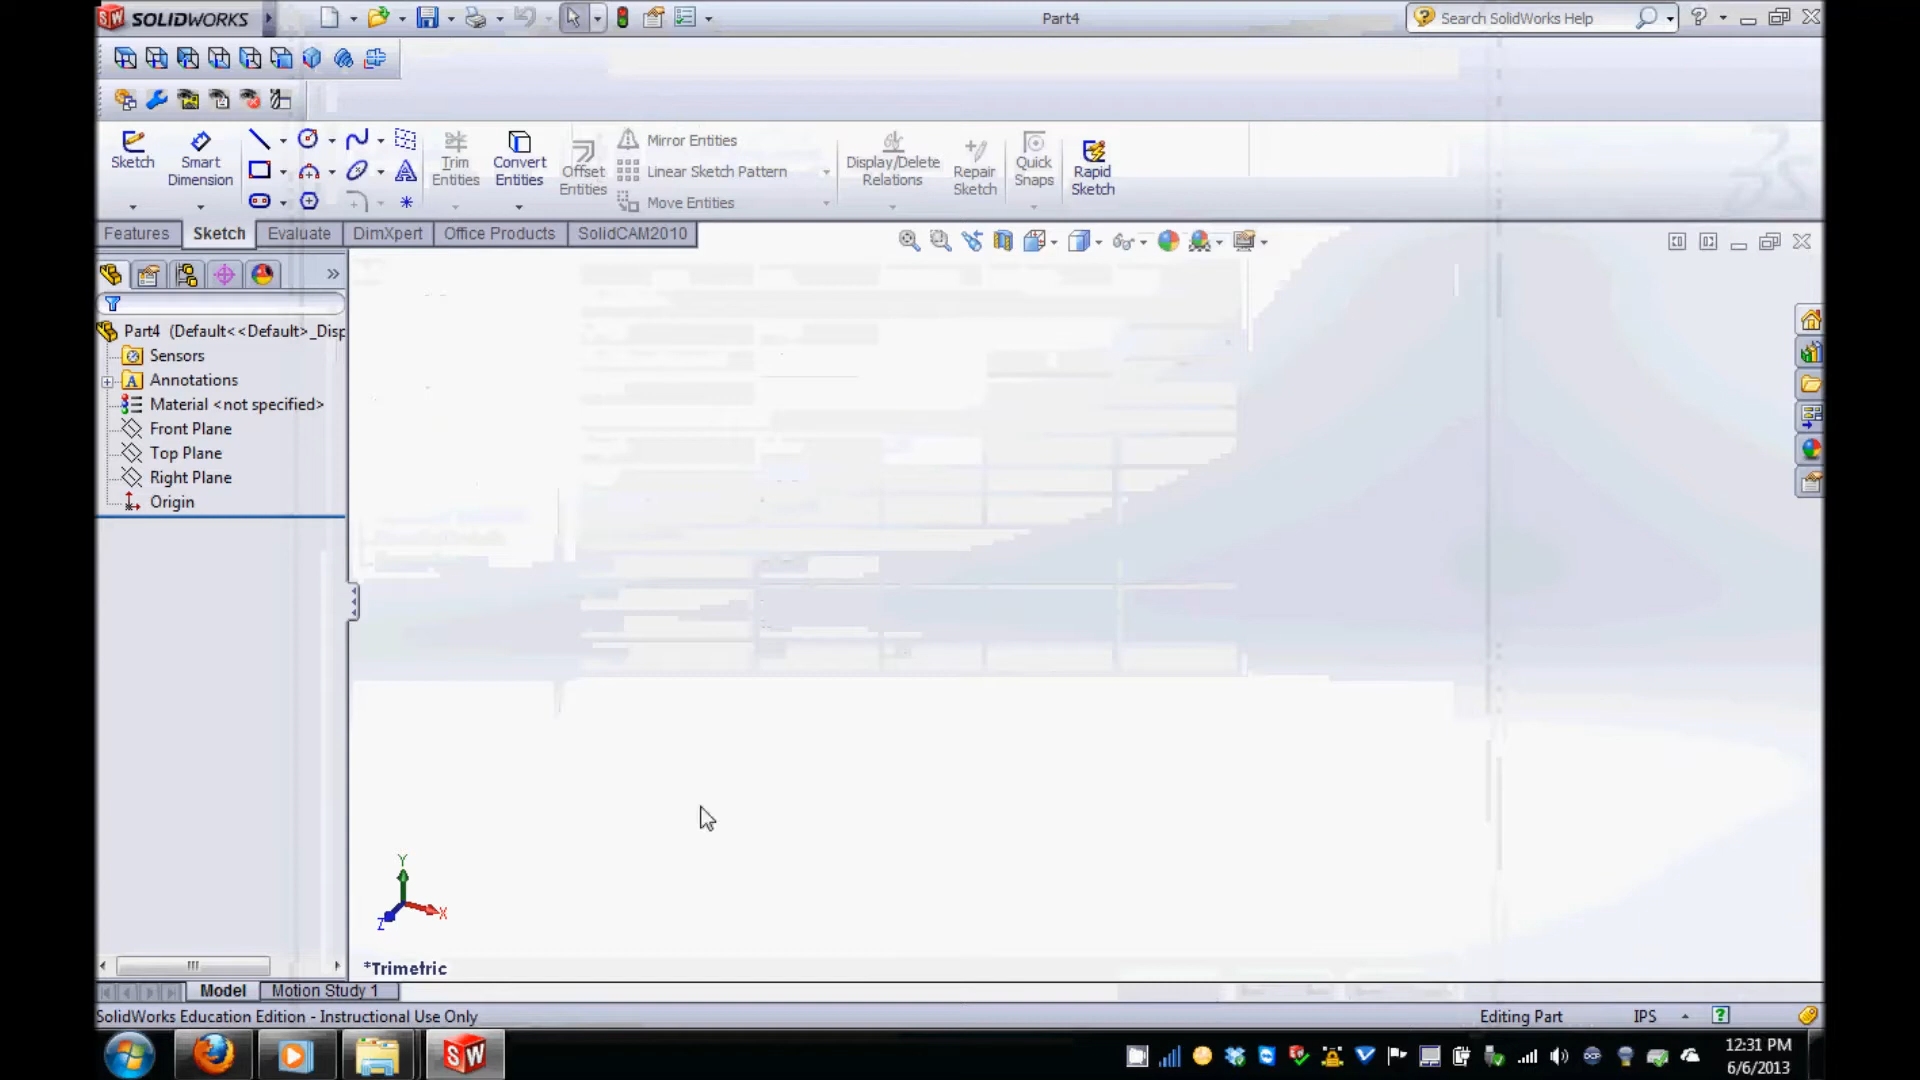 SOLIDWORKS
Part4
Search SolidWorks Help
Sketch
Smart Dimension
Trim Entities
Convert Entities
Offset Entities
Mirror Entities
Linear Sketch Pattern
Move Entities
Display/Delete Relations
Repair Sketch
Quick Snaps
Rapid Sketch
Features Sketch Evaluate DimXpert Office Products SolidCAM2010
Part4 (Default<<Default>_Disp
Sensors
Annotations
Material <not specified>
Front Plane
Top Plane
Right Plane
Origin
Y
X
Z
*Trimetric
Model Motion Study 1
SolidWorks Education Edition - Instructional Use Only
Editing Part IPS
12:31 PM
6/6/2013